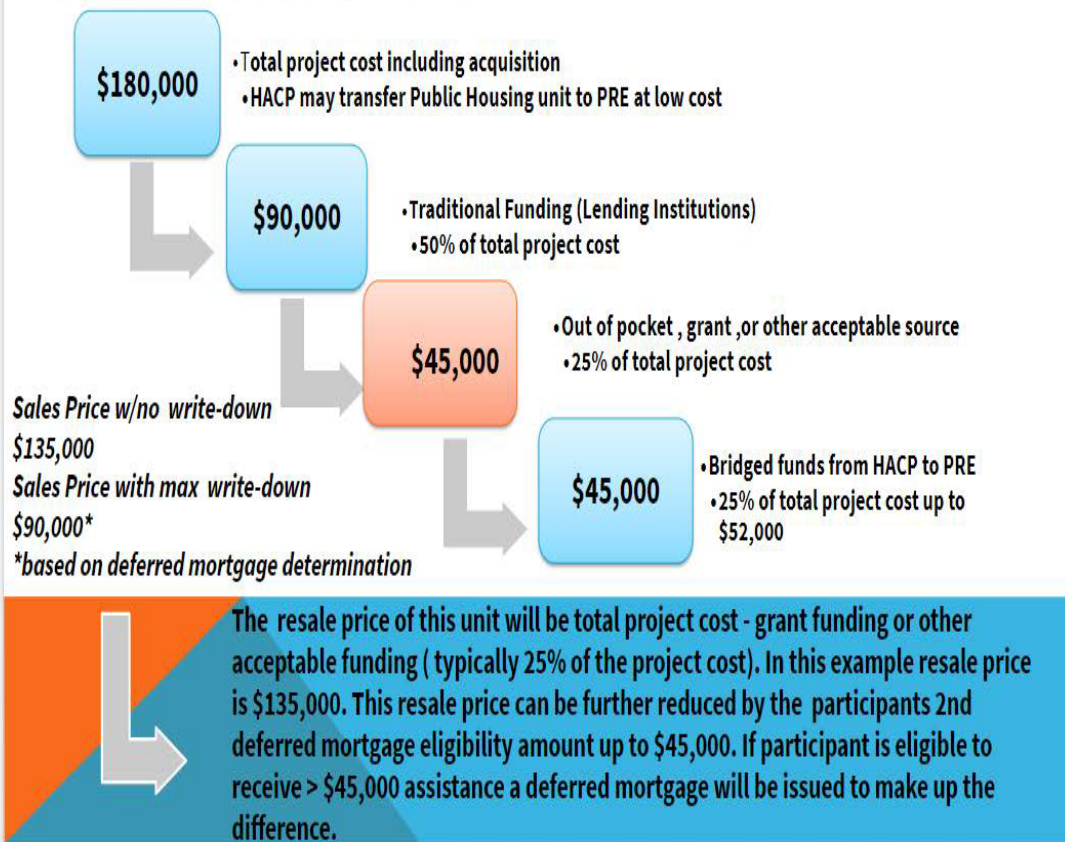 $180,000
•Total project cost including acquisition
•HACP may transfer Public Housing unit to PRE at low cost
$90,000
•Traditional Funding (Lending Institutions)
•50% of total project cost
$45,000
•Out of pocket , grant ,or other acceptable source
•25% of total project cost
Sales Price w/no write-down
$135,000
Sales Price with max write-down
$90,000*
*based on deferred mortgage determination
$45,000
•Bridged funds from HACP to PRE
•25% of total project cost up to
$52,000
The resale price of this unit will be total project cost - grant funding or other
acceptable funding ( typically 25% of the project cost). In this example resale price
is $135,000. This resale price can be further reduced by the participants 2nd
deferred mortgage eligibility amount up to $45,000. If participant is eligible to
receive > $45,000 assistance a deferred mortgage will be issued to make up the
difference.